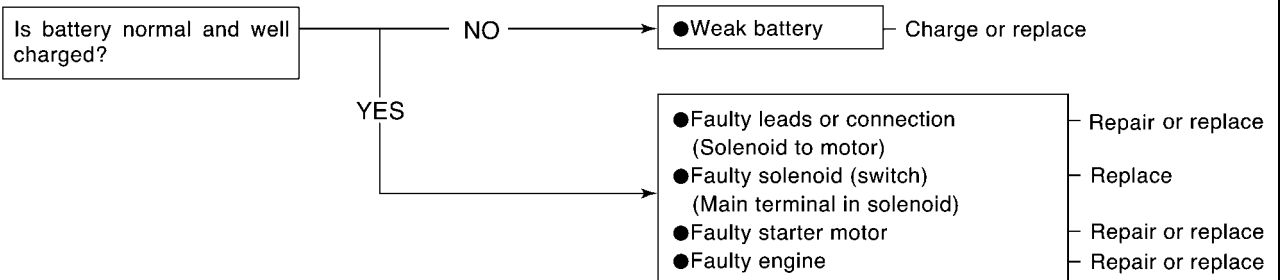 Is battery normal and well
charged?
NO
●Weak battery
Charge or replace
YES
●Faulty leads or connection
(Solenoid to motor)
Repair or replace
●Faulty solenoid (switch)
(Main terminal in solenoid)
Replace
●Faulty starter motor
Repair or replace
●Faulty engine
Repair or replace